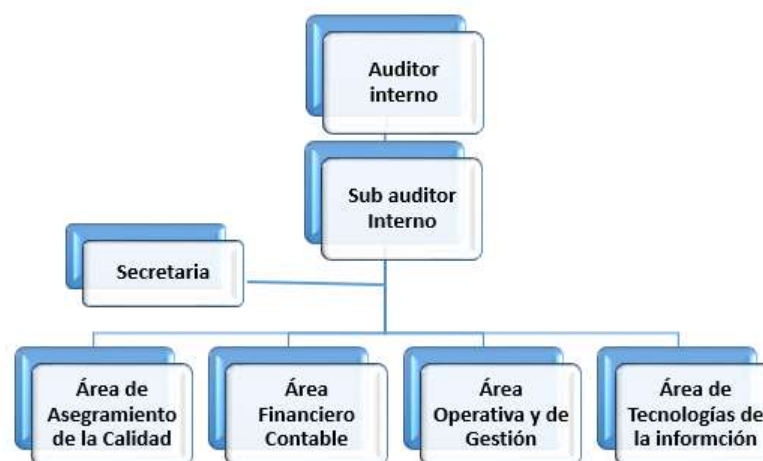 Auditor
interno
Sub auditor
Interno
Secretaria
Área de
Asegramiento
de la Calidad
Área
Financiero
Contable
Área
Operativa y de
Gestión
Área de
Tecnologías de
la informción